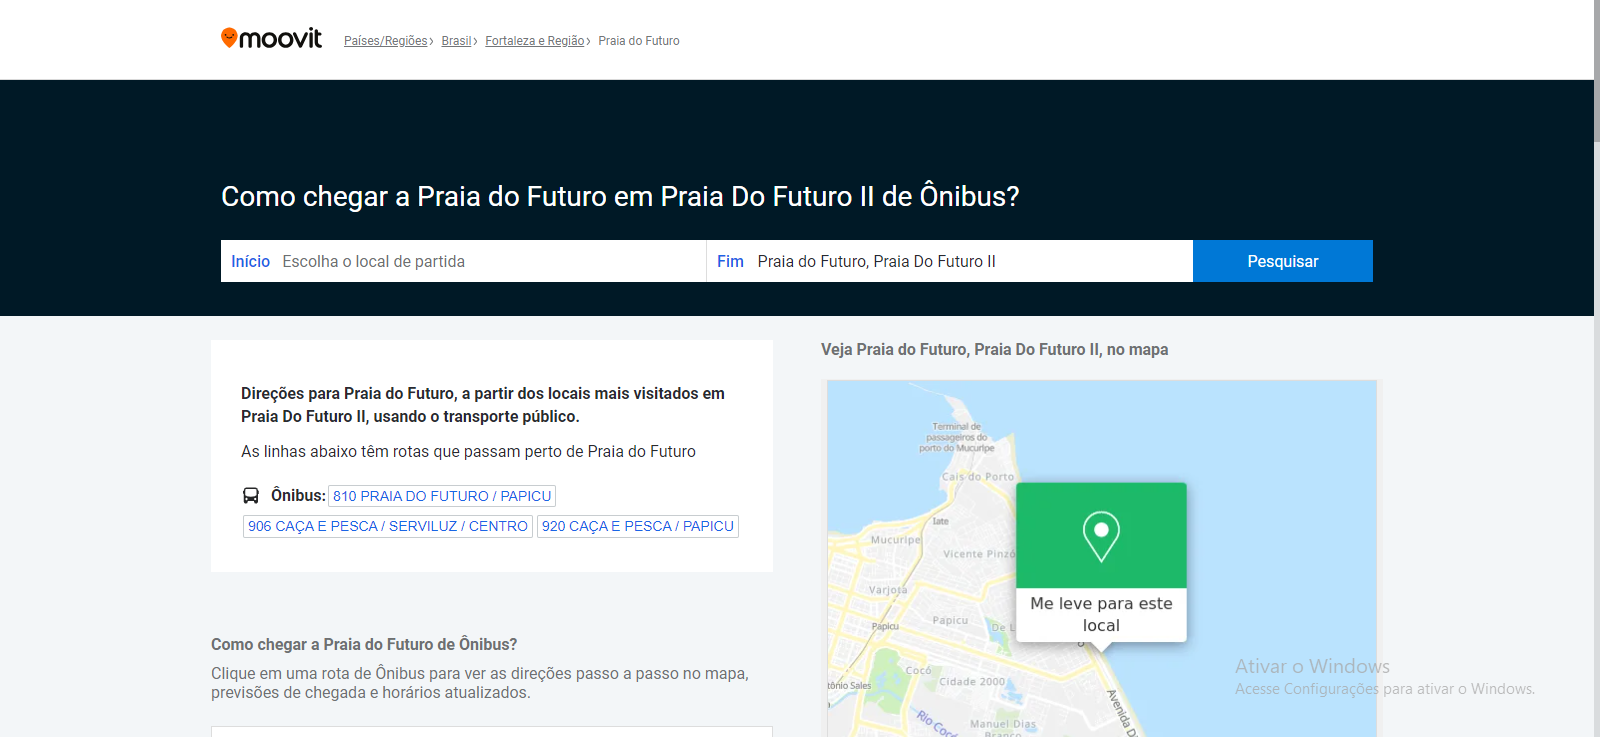 moovit
Países/Regiões › Brasil › Fortaleza e Região › Praia do Futuro
Como chegar a Praia do Futuro em Praia Do Futuro II de Ônibus?
Início Escolha o local de partida Fim Praia do Futuro, Praia Do Futuro II Pesquisar
Direções para Praia do Futuro, a partir dos locais mais visitados em
Praia Do Futuro II, usando o transporte público.
As linhas abaixo têm rotas que passam perto de Praia do Futuro
Ônibus: 810 PRAIA DO FUTURO / PAPICU
906 CAÇA E PESCA / SERVILUZ / CENTRO 920 CAÇA E PESCA / PAPICU
Como chegar a Praia do Futuro de Ônibus?
Clique em uma rota de Ônibus para ver as direções passo a passo no mapa,
previsões de chegada e horários atualizados.
Veja Praia do Futuro, Praia Do Futuro II, no mapa
Terminal de
passageiros do
porto do Mucuripe
Cais do Porto
Iate
Mucuripe
Vicente Pinzó
Varjota
Papicu
Papicu
De L
Me leve para este
local
Cocó
Cidade 2000
tônio Sales
Rio Coc
Manuel Dias
Branco
Avenida D
Ativar o Windows
Acesse Configurações para ativar o Windows.